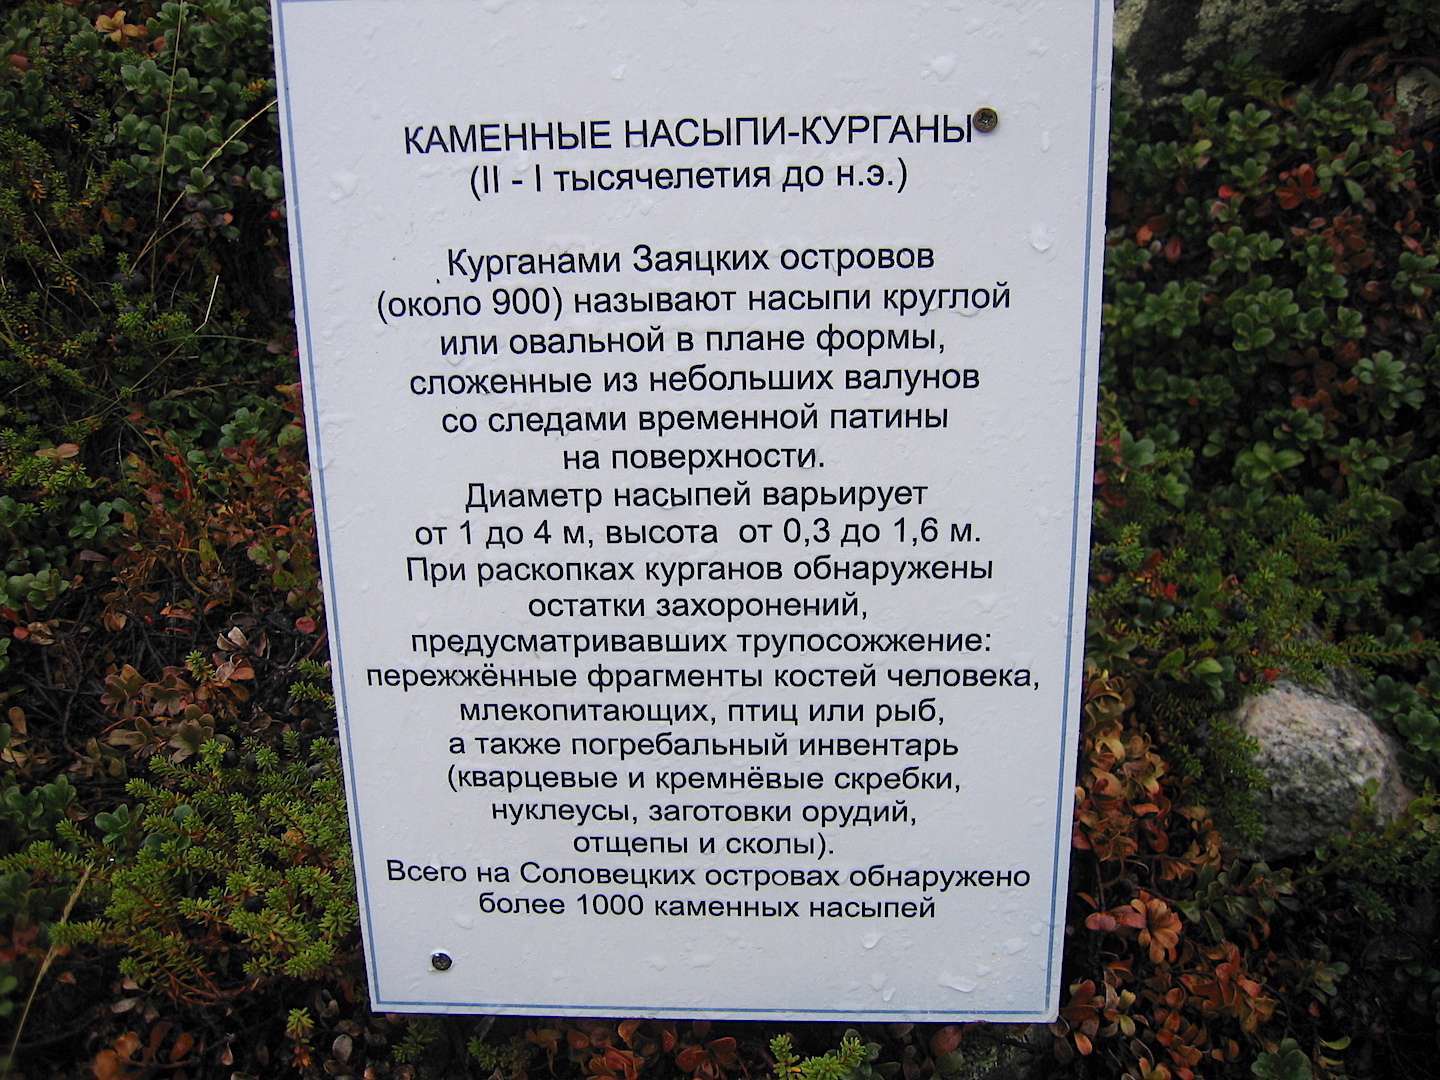 КАМЕННЫЕ НАСЫПИ-КУРГАНЫ
(II - I тысячелетия до н.э.)
Курганами Заяцких островов
(около 900) называют насыпи круглой
или овальной в плане формы,
сложенные из небольших валунов
со следами временной патины
на поверхности.
Диаметр насыпей варьирует
от 1 до 4 м, высота от 0,3 до 1,6 м.
При раскопках курганов обнаружены
остатки захоронений,
предусматривавших трупосожжение:
пережжённые фрагменты костей человека,
млекопитающих, птиц или рыб,
а также погребальный инвентарь
(кварцевые и кремнёвые скребки,
нуклеусы, заготовки орудий,
отщепы и сколы).
Всего на Соловецких островах обнаружено
более 1000 каменных насыпей